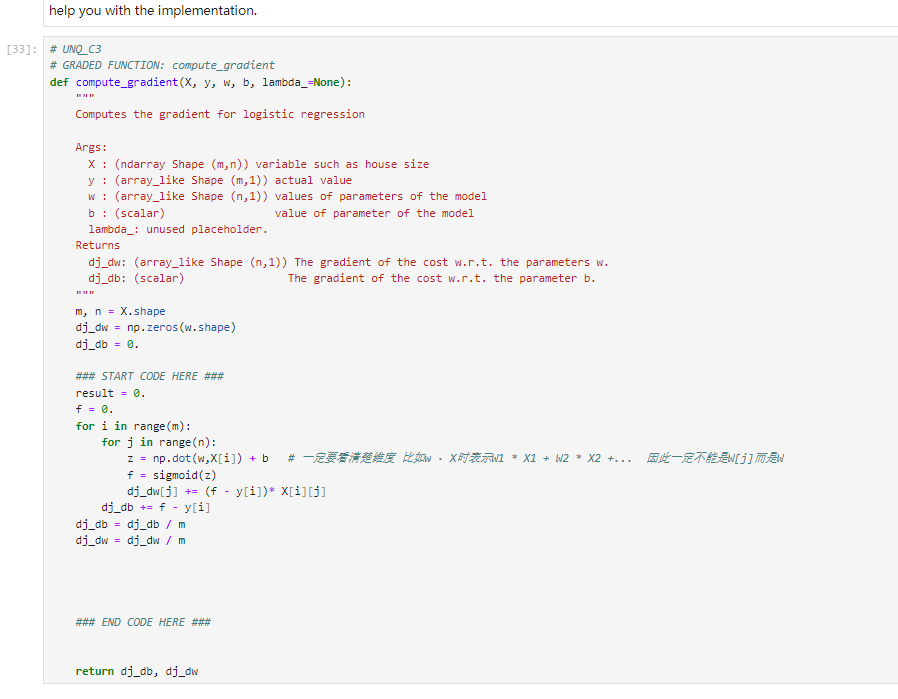 help you with the implementation.
[33]: # UNQ_C3
# GRADED FUNCTION: compute_gradient
def compute_gradient(X, y, w, b, lambda_=None):
"""
Computes the gradient for logistic regression
Args:
X : (ndarray Shape (m,n)) variable such as house size
y : (array_like Shape (m,1)) actual value
w : (array_like Shape (n,1)) values of parameters of the model
b : (scalar) value of parameter of the model
lambda_: unused placeholder.
Returns
dj_dw: (array_like Shape (n,1)) The gradient of the cost w.r.t. the parameters w.
dj_db: (scalar) The gradient of the cost w.r.t. the parameter b.
"""
m, n = X.shape
dj_dw = np.zeros(w.shape)
dj_db = 0.
### START CODE HERE ###
result = 0.
f = 0.
for i in range(m):
for j in range(n):
z = np.dot(w,X[i]) + b # 一定要看清楚維度 比如w · X时表示W1 * X1 + W2 * X2 +... 因此一定不能是W[j]而是W
f = sigmoid(z)
dj_dw[j] += (f - y[i])* X[i][j]
dj_db += f - y[i]
dj_db = dj_db / m
dj_dw = dj_dw / m
### END CODE HERE ###
return dj_db, dj_dw